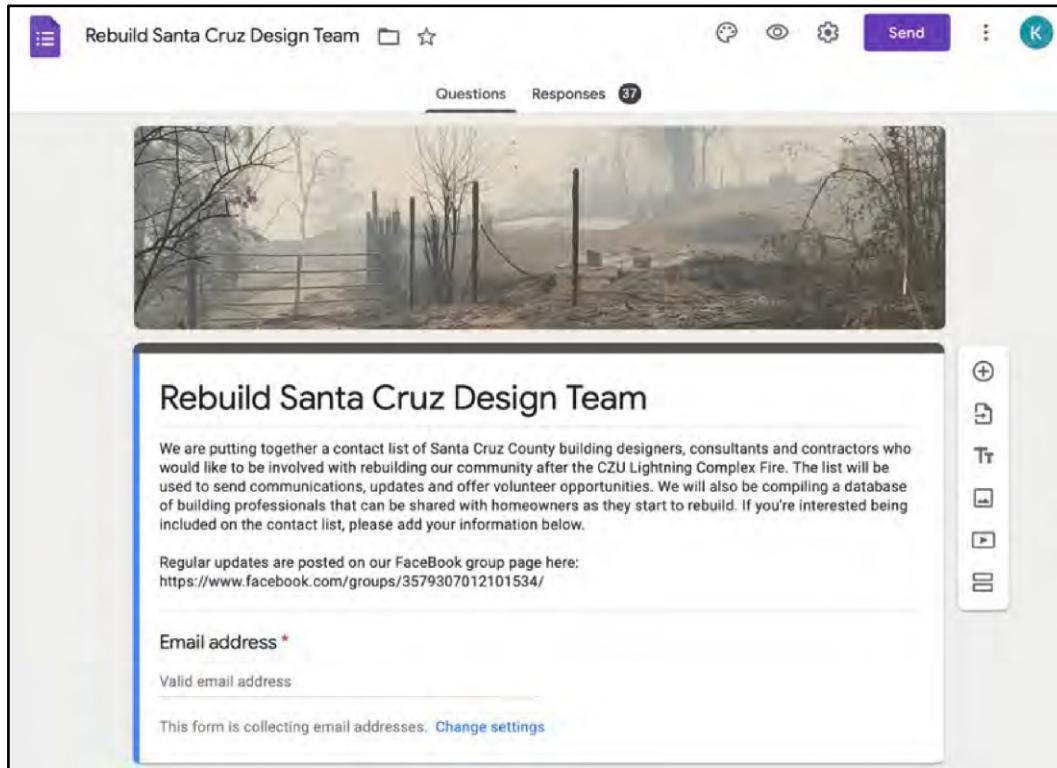 Rebuild Santa Cruz Design Team
Send
K
Questions Responses 37
Rebuild Santa Cruz Design Team
We are putting together a contact list of Santa Cruz County building designers, consultants and contractors who
would like to be involved with rebuilding our community after the CZU Lightning Complex Fire. The list will be
used to send communications, updates and offer volunteer opportunities. We will also be compiling a database
of building professionals that can be shared with homeowners as they start to rebuild. If you're interested being
included on the contact list, please add your information below.
Regular updates are posted on our FaceBook group page here:
https://www.facebook.com/groups/3579307012101534/
Email address *
Valid email address
This form is collecting email addresses. Change settings
Tт